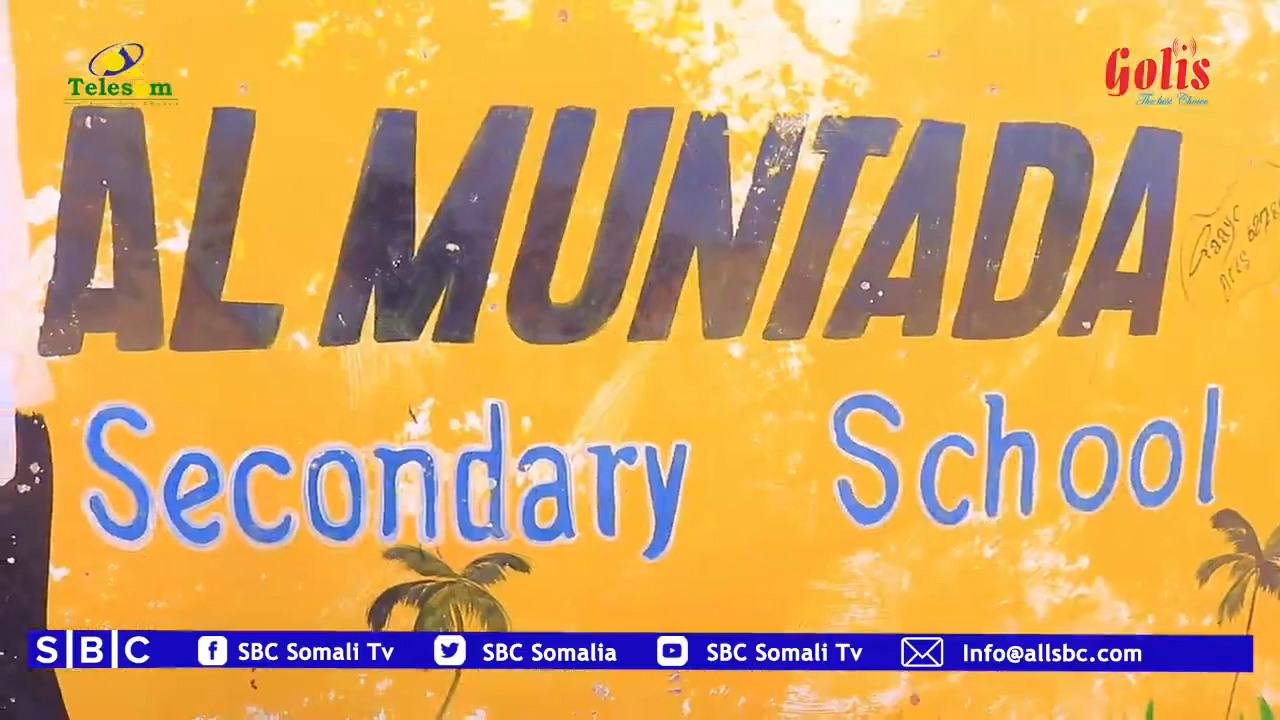 Telesom
Golis
The best Choice
AL MUNTADA
Secondary School
SBC SBC Somali Tv SBC Somalia SBC Somali Tv Info@allsbc.com